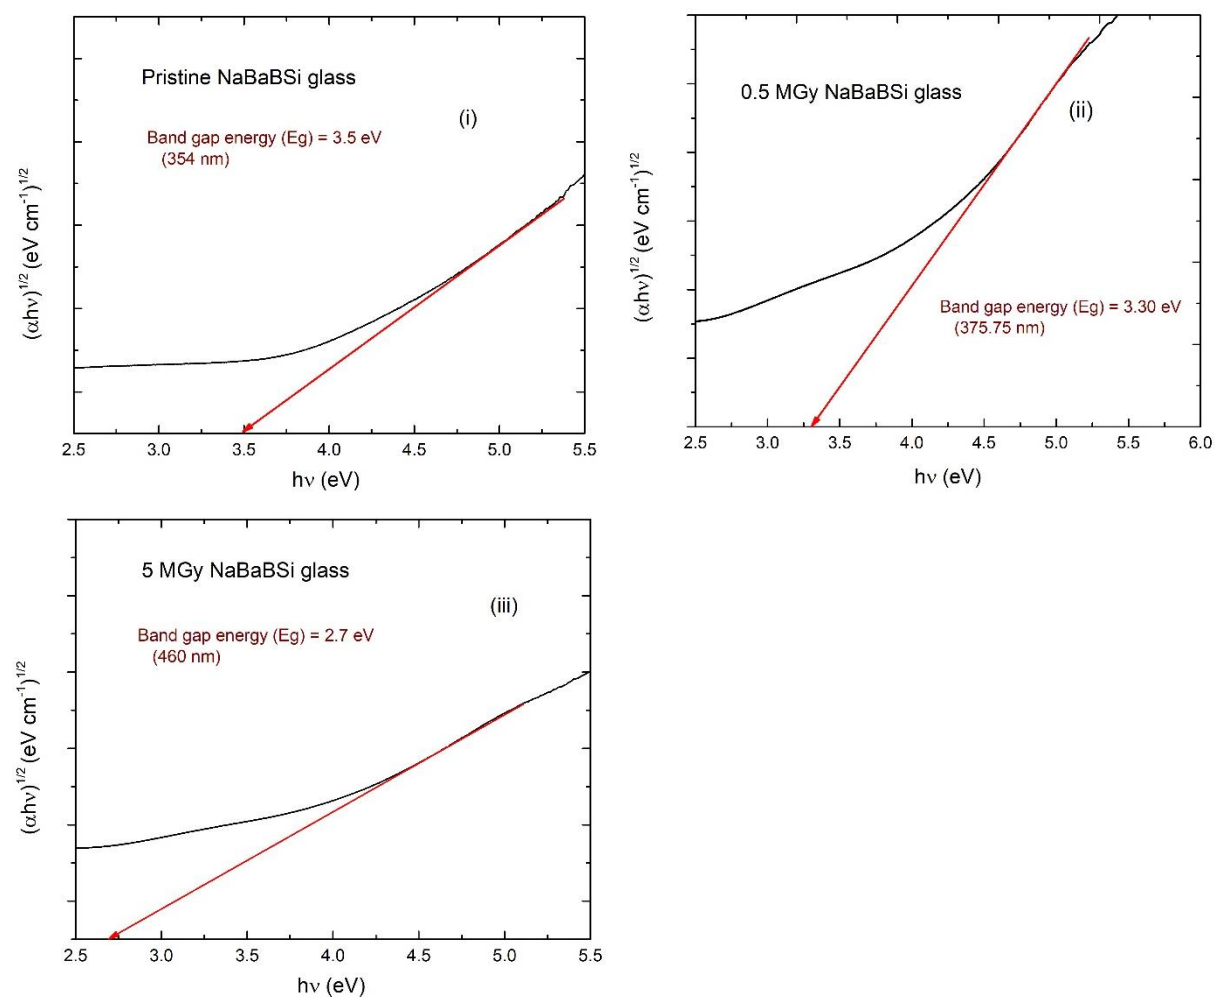 Pristine NaBaBSi glass
(i)
Band gap energy (Eg) = 3.5 eV
(354 nm)
(αhν)1/2 (eV cm-1)1/2
2.5 3.0 3.5 4.0 4.5 5.0 5.5
hν (eV)
0.5 MGy NaBaBSi glass
(ii)
Band gap energy (Eg) = 3.30 eV
(375.75 nm)
(αhν)1/2 (eV cm-1)1/2
2.5 3.0 3.5 4.0 4.5 5.0 5.5 6.0
hν (eV)
5 MGy NaBaBSi glass
(iii)
Band gap energy (Eg) = 2.7 eV
(460 nm)
(αhν)1/2 (eV cm-1)1/2
2.5 3.0 3.5 4.0 4.5 5.0 5.5
hν (eV)